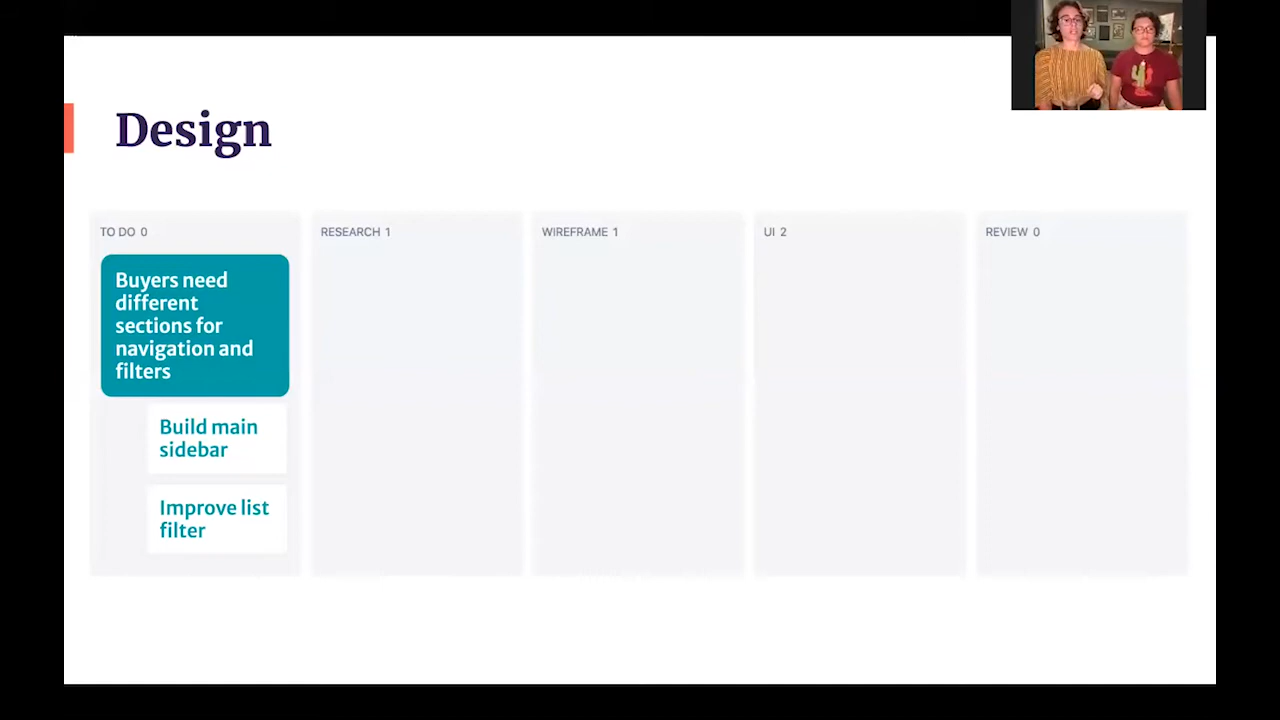 Design
TO DO 0
RESEARCH 1
WIREFRAME 1
UI 2
REVIEW 0
Buyers need
different
sections for
navigation and
filters
Build main
sidebar
Improve list
filter